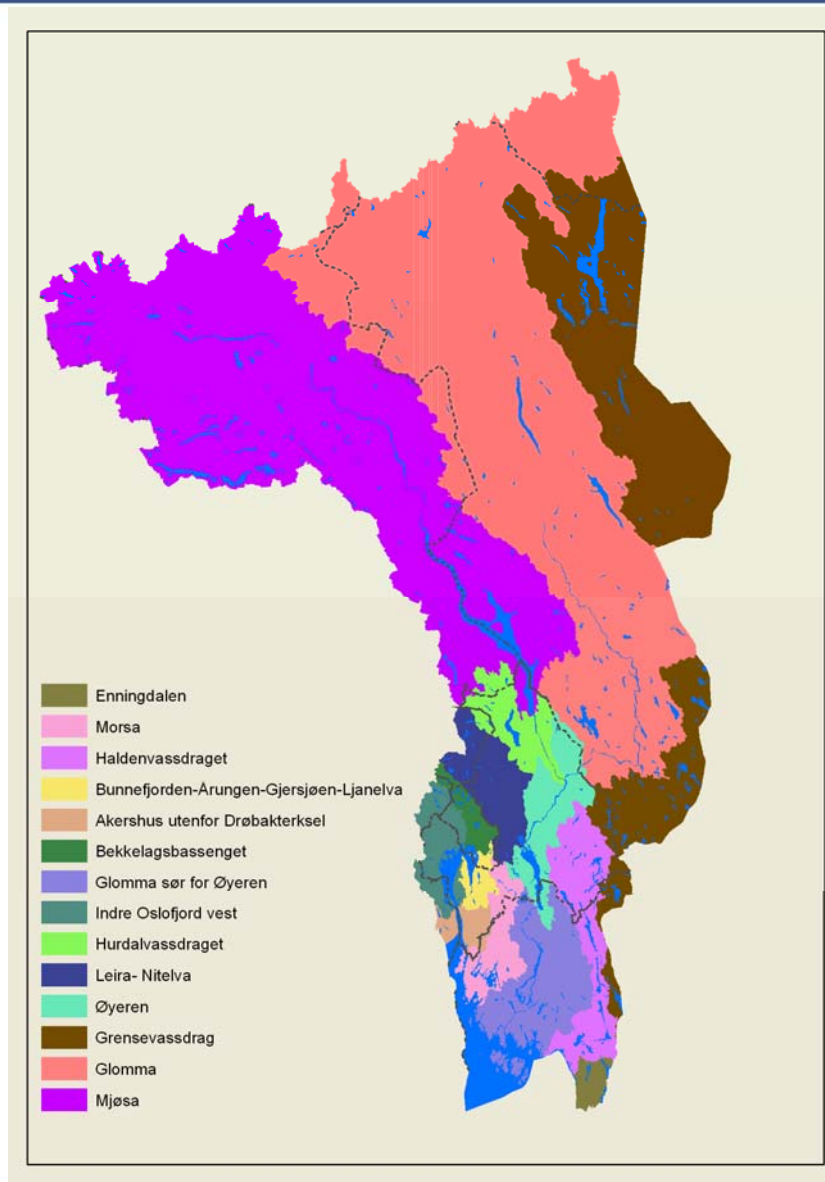 Enningdalen
Morsa
Haldenvassdraget
Bunnefjorden-Årungen-Gjersjøen-Ljanelva
Akershus utenfor Drøbakterksel
Bekkelagsbassenget
Glomma sør for Øyeren
Indre Oslofjord vest
Hurdalvassdraget
Leira- Nitelva
Øyeren
Grensevassdrag
Glomma
Mjøsa